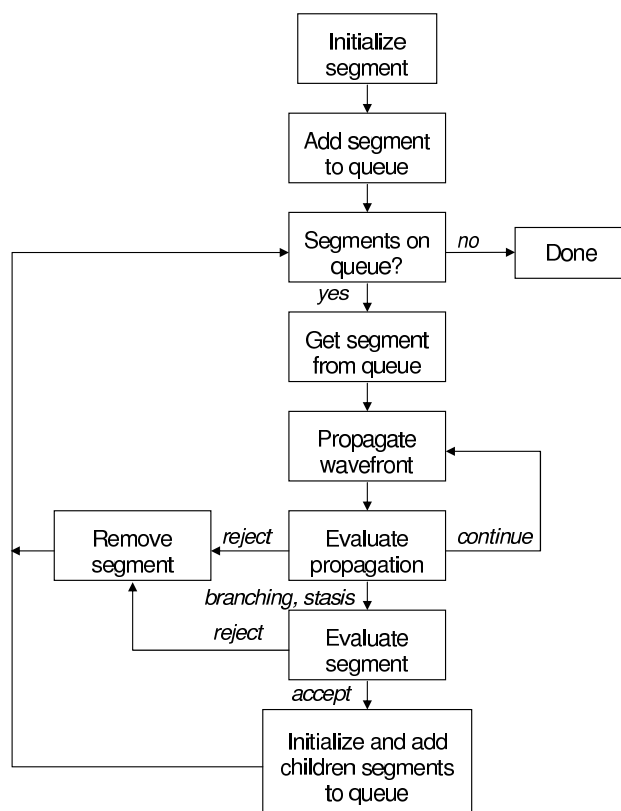 Initialize
segment
Add segment
to queue
Segments on
queue?
no
Done
yes
Get segment
from queue
Propagate
wavefront
Remove
segment
reject
Evaluate
propagation
continue
branching, stasis
reject
Evaluate
segment
accept
Initialize and add
children segments
to queue